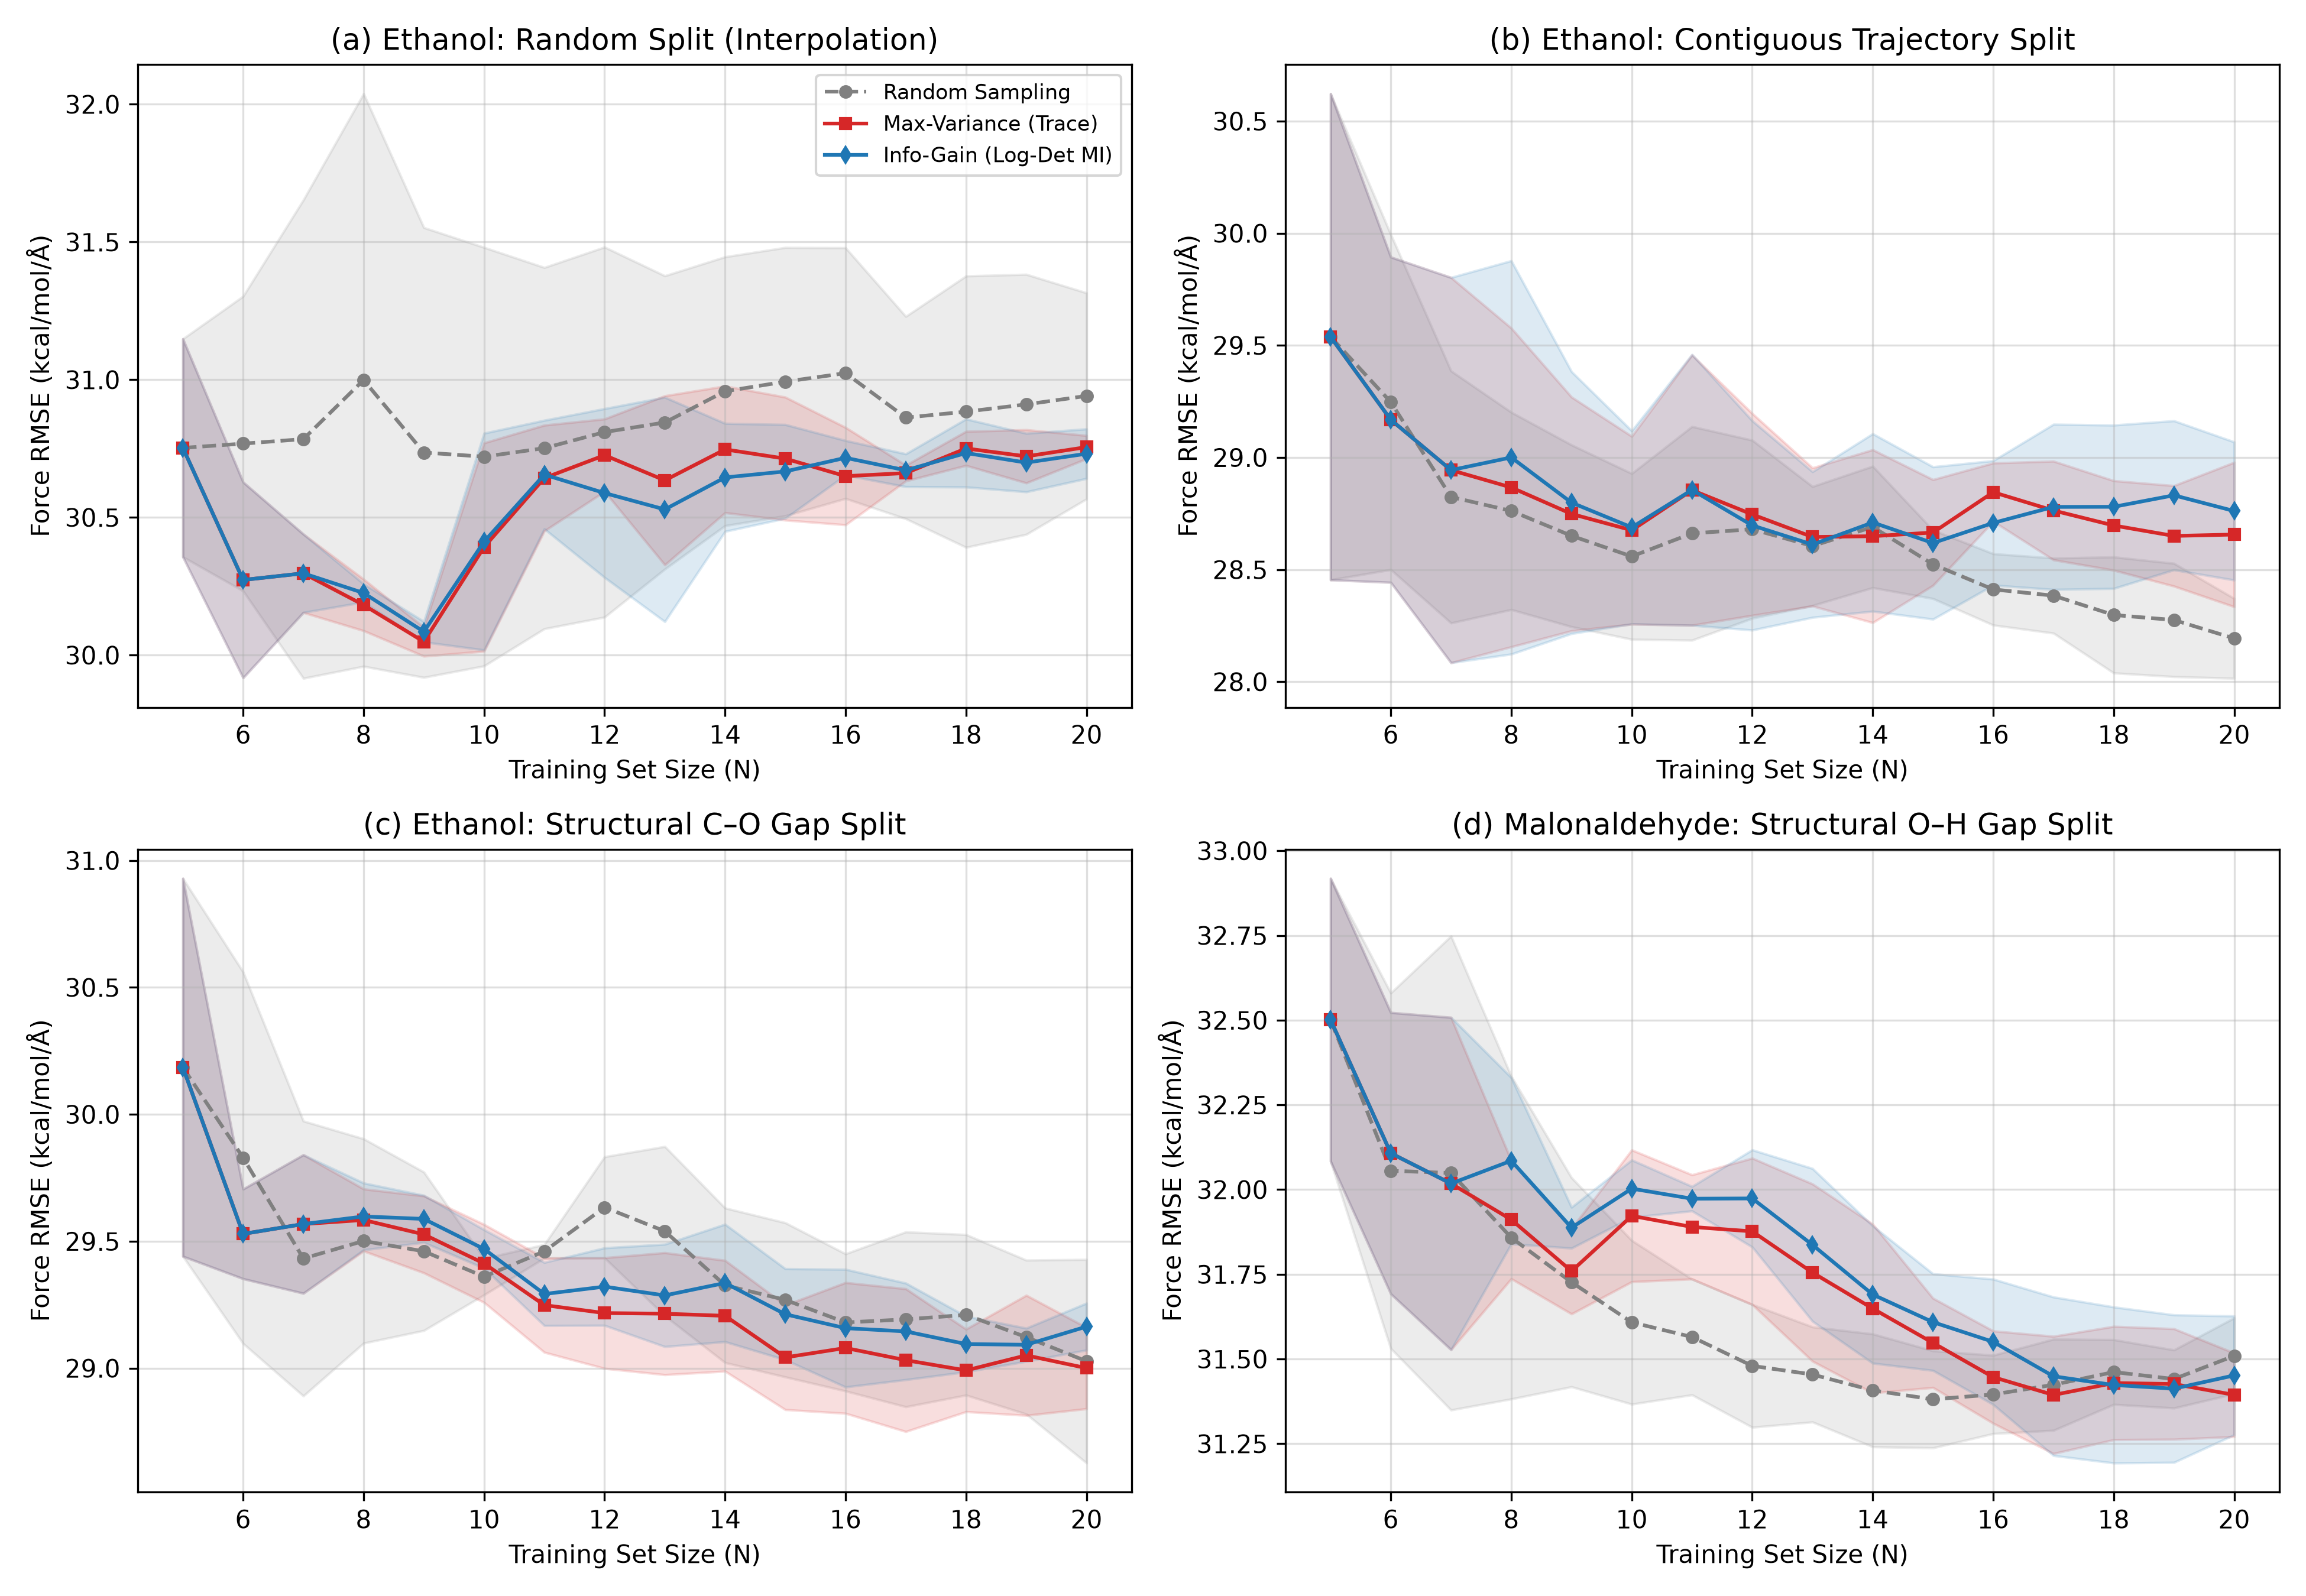 (a) Ethanol: Random Split (Interpolation)
Force RMSE (kcal/mol/Å)
32.0
31.5
31.0
30.5
30.0
Random Sampling
Max-Variance (Trace)
Info-Gain (Log-Det MI)
6 8 10 12 14 16 18 20
Training Set Size (N)
(b) Ethanol: Contiguous Trajectory Split
Force RMSE (kcal/mol/Å)
30.5
30.0
29.5
29.0
28.5
28.0
6 8 10 12 14 16 18 20
Training Set Size (N)
(c) Ethanol: Structural C–O Gap Split
Force RMSE (kcal/mol/Å)
31.0
30.5
30.0
29.5
29.0
6 8 10 12 14 16 18 20
Training Set Size (N)
(d) Malonaldehyde: Structural O–H Gap Split
Force RMSE (kcal/mol/Å)
33.00
32.75
32.50
32.25
32.00
31.75
31.50
31.25
6 8 10 12 14 16 18 20
Training Set Size (N)